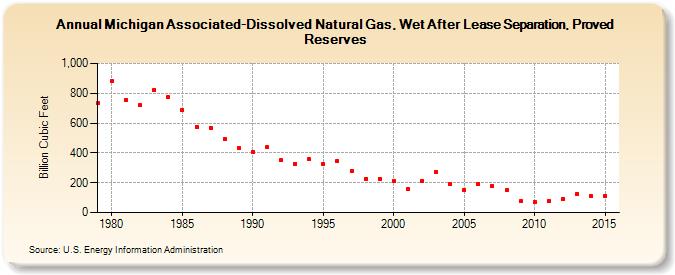 Annual Michigan Associated-Dissolved Natural Gas, Wet After Lease Separation, Proved
Reserves
Billion Cubic Feet
1,000
800
600
400
200
0
1980 1985 1990 1995 2000 2005 2010 2015
Source: U.S. Energy Information Administration